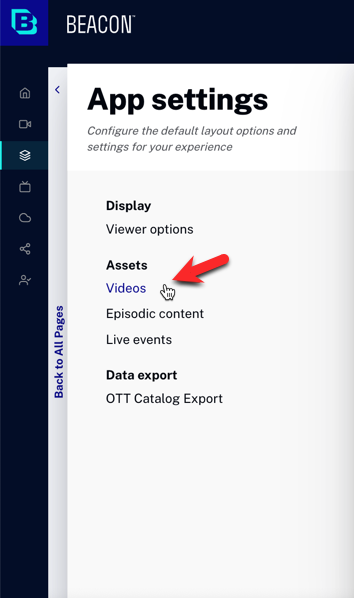 BEACON™
App settings
Configure the default layout options and
settings for your experience
Display
Viewer options
Assets
Videos
Episodic content
Live events
Data export
OTT Catalog Export
Back to All Pages